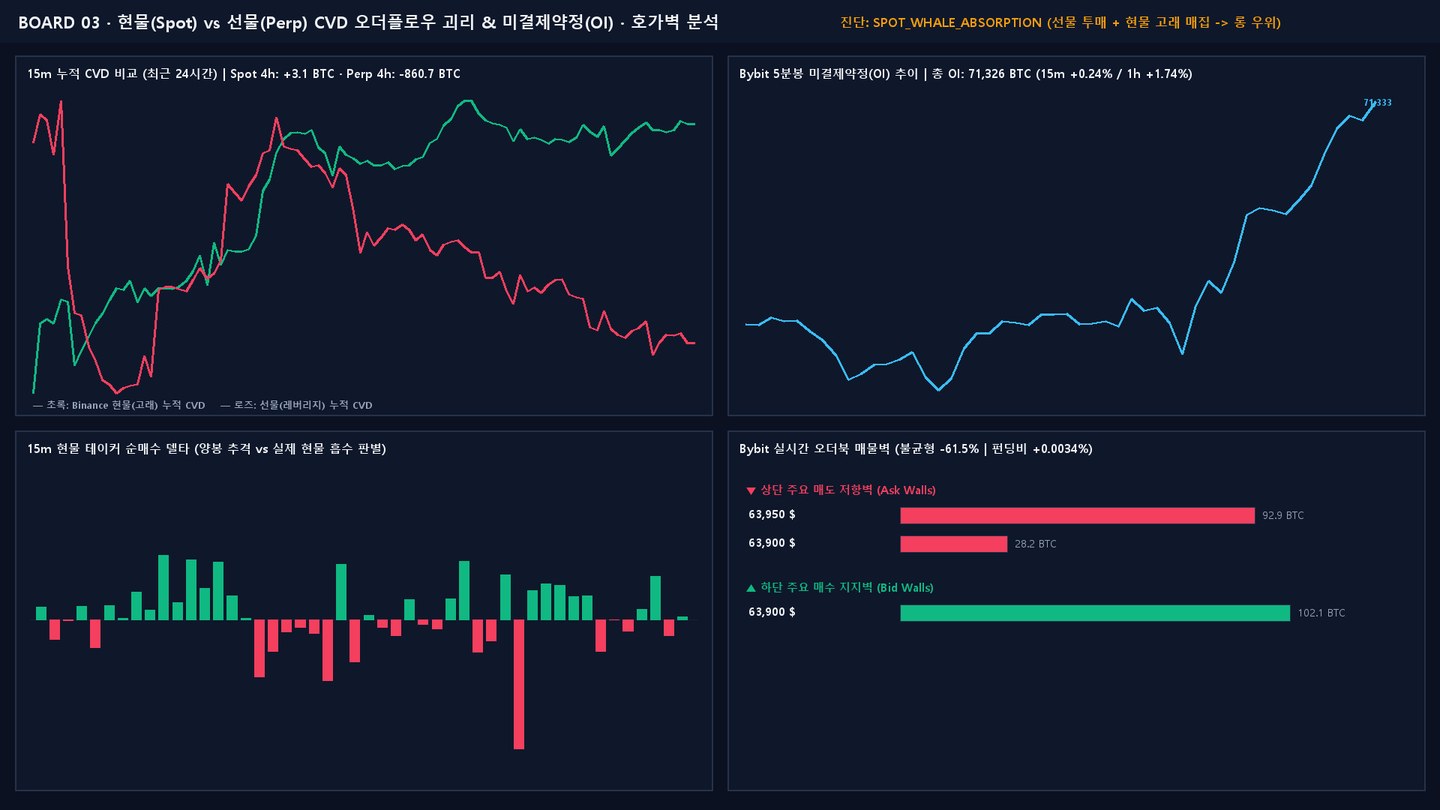 BOARD 03 · 현물(Spot) vs 선물(Perp) CVD 오더플로우 괴리 & 미결제약정(OI) · 호가벽 분석
진단: SPOT_WHALE_ABSORPTION (선물 투매 + 현물 고래 매집 -> 롱 우위)
15m 누적 CVD 비교 (최근 24시간) | Spot 4h: +3.1 BTC · Perp 4h: -860.7 BTC
— 초록: Binance 현물(고래) 누적 CVD — 로즈: 선물(레버리지) 누적 CVD
Bybit 5분봉 미결제약정(OI) 추이 | 총 OI: 71,326 BTC (15m +0.24% / 1h +1.74%)
71,333
15m 현물 테이커 순매수 델타 (양봉 추격 vs 실제 현물 흡수 판별)
Bybit 실시간 오더북 매물벽 (불균형 -61.5% | 펀딩비 +0.0034%)
▼ 상단 주요 매도 저항벽 (Ask Walls)
63,950 $ 92.9 BTC
63,900 $ 28.2 BTC
▲ 하단 주요 매수 지지벽 (Bid Walls)
63,900 $ 102.1 BTC